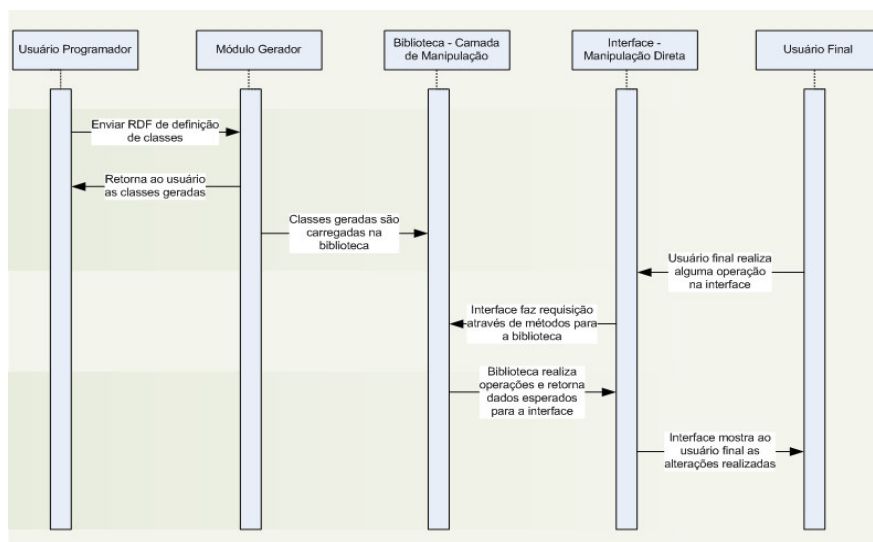 Usuário Programador
Módulo Gerador
Biblioteca - Camada
de Manipulação
Interface -
Manipulação Direta
Usuário Final
Enviar RDF de definição
de classes
Retorna ao usuário
as classes geradas
Classes geradas são
carregadas na
biblioteca
Usuário final realiza
alguma operação
na interface
Interface faz requisição
através de métodos para
a biblioteca
Biblioteca realiza
operações e retorna
dados esperados
para a interface
Interface mostra ao
usuário final as
alterações realizadas